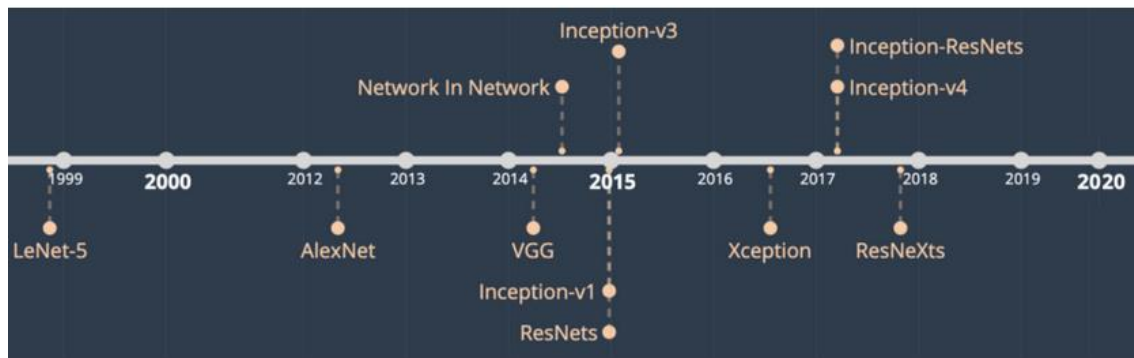 Inception-v3
Inception-ResNets
Network In Network
Inception-v4
1999
2000
2012
2013
2014
2015
2016
2017
2018
2019
2020
LeNet-5
AlexNet
VGG
Xception
ResNeXts
Inception-v1
ResNets